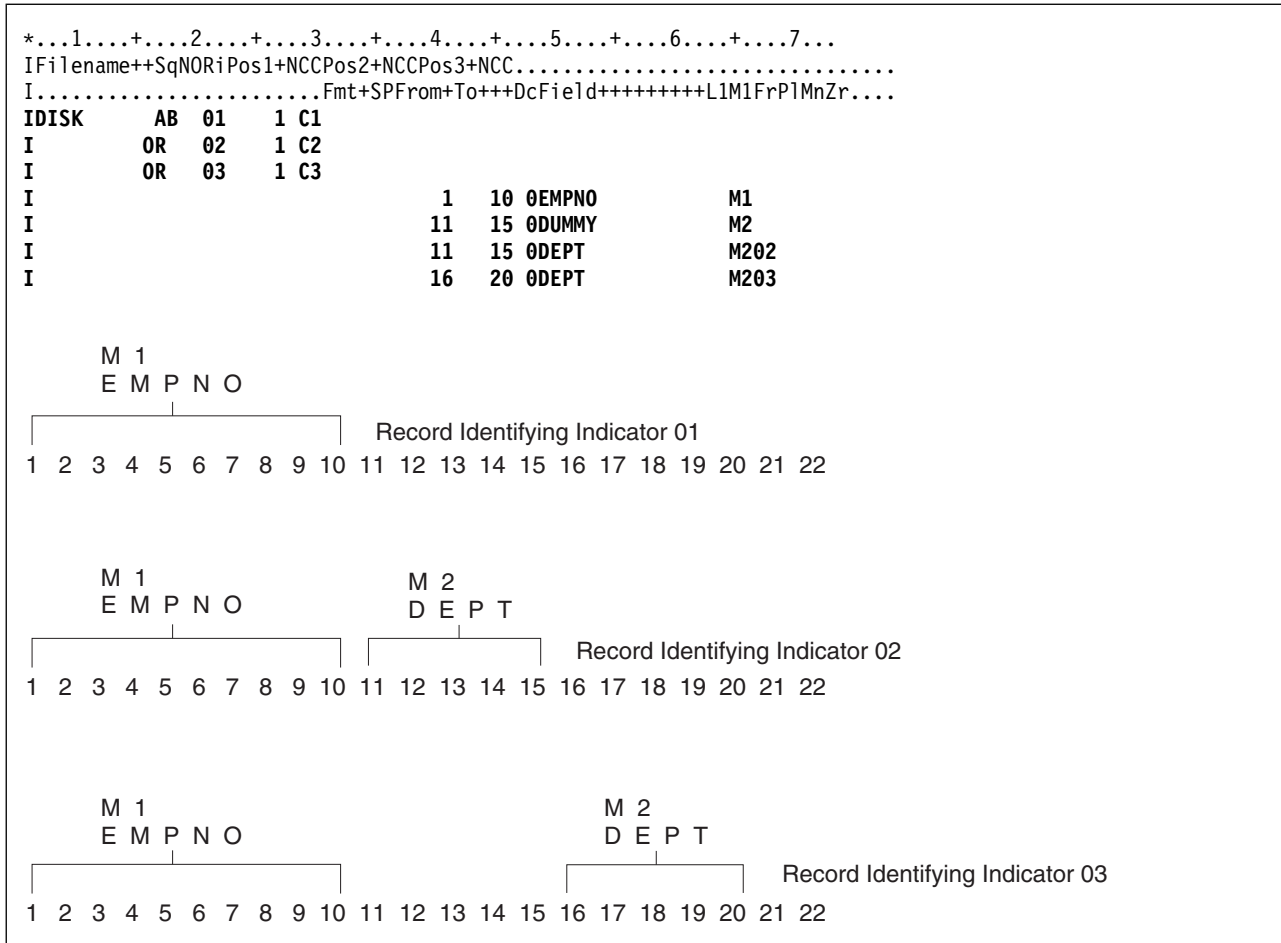 *...1....+....2....+....3....+....4....+....5....+....6....+....7...
IFilename++SqNORiPos1+NCCPos2+NCCPos3+NCC................................
I........................Fmt+SPFrom+To+++DcField+++++++++L1M1FrPlMnZr....
IDISK      AB  01    1 C1
I         OR   02    1 C2
I         OR   03    1 C3
I                                  1   10 0EMPNO           M1
I                                 11   15 0DUMMY           M2
I                                 11   15 0DEPT            M202
I                                 16   20 0DEPT            M203
M 1
E M P N O
Record Identifying Indicator 01
1 2 3 4 5 6 7 8 9 10 11 12 13 14 15 16 17 18 19 20 21 22
M 1 M 2
E M P N O D E P T
Record Identifying Indicator 02
1 2 3 4 5 6 7 8 9 10 11 12 13 14 15 16 17 18 19 20 21 22
M 1 M 2
E M P N O D E P T
Record Identifying Indicator 03
1 2 3 4 5 6 7 8 9 10 11 12 13 14 15 16 17 18 19 20 21 22